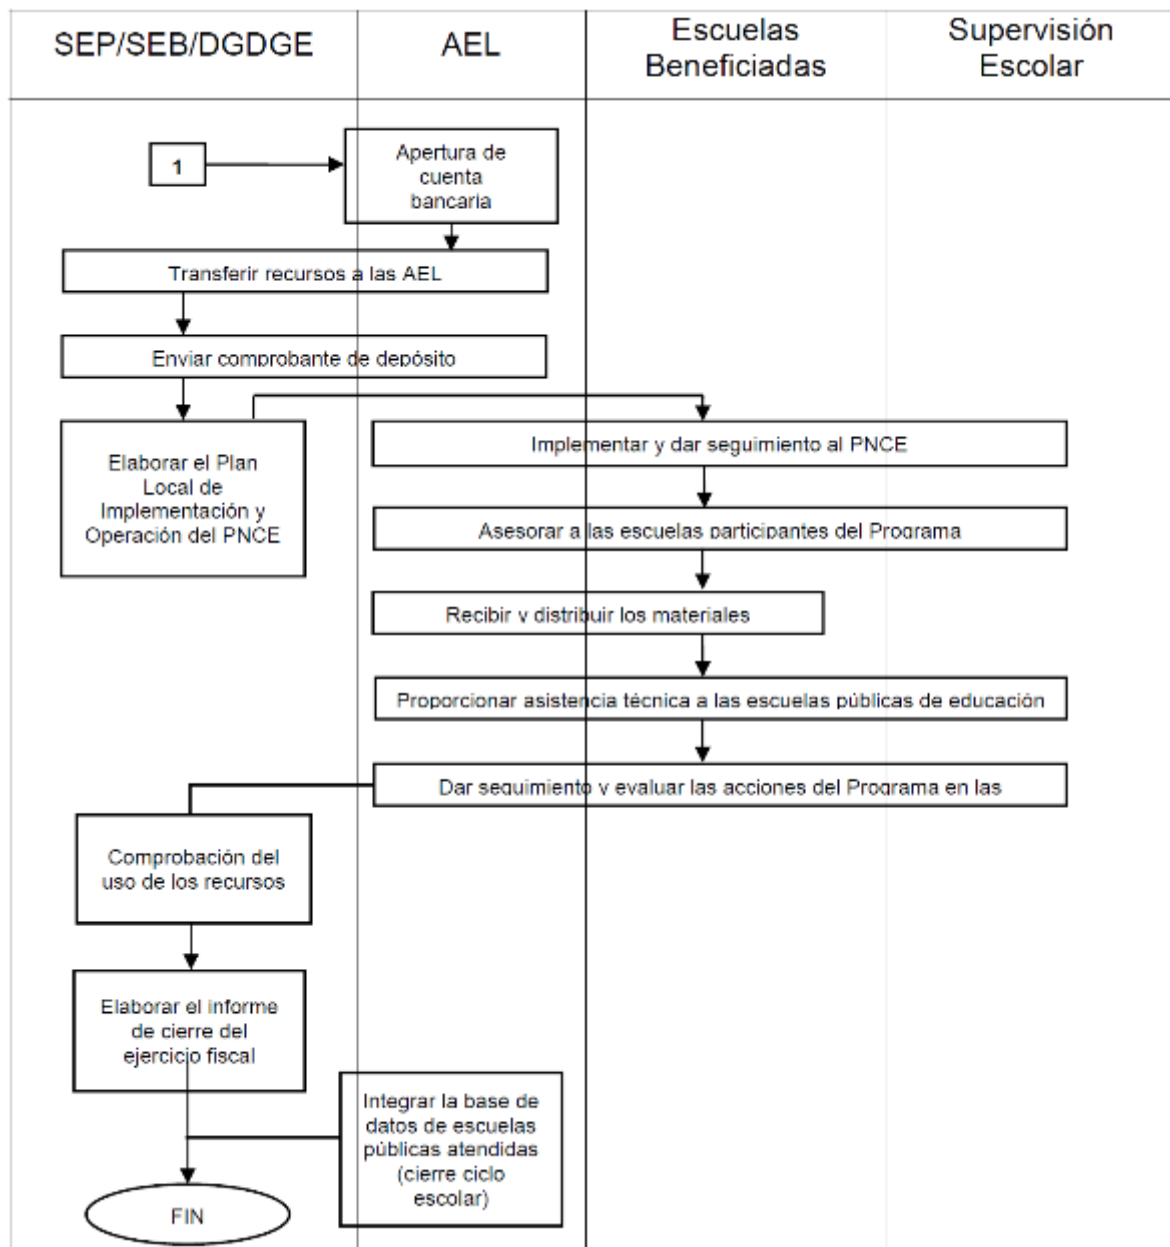 SEP/SEB/DGDGE
AEL
Escuelas
Beneficiadas
Supervisión
Escolar
1
Apertura de
cuenta
bancaria
Transferir recursos a las AEL
Enviar comprobante de depósito
Elaborar el Plan
Local de
Implementación y
Operación del PNCE
Implementar y dar seguimiento al PNCE
Asesorar a las escuelas participantes del Programa
Recibir y distribuir los materiales
Proporcionar asistencia técnica a las escuelas públicas de educación
Dar seguimiento y evaluar las acciones del Programa en las
Comprobación del
uso de los recursos
Elaborar el informe
de cierre del
ejercicio fiscal
Integrar la base de
datos de escuelas
públicas atendidas
(cierre ciclo
escolar)
FIN